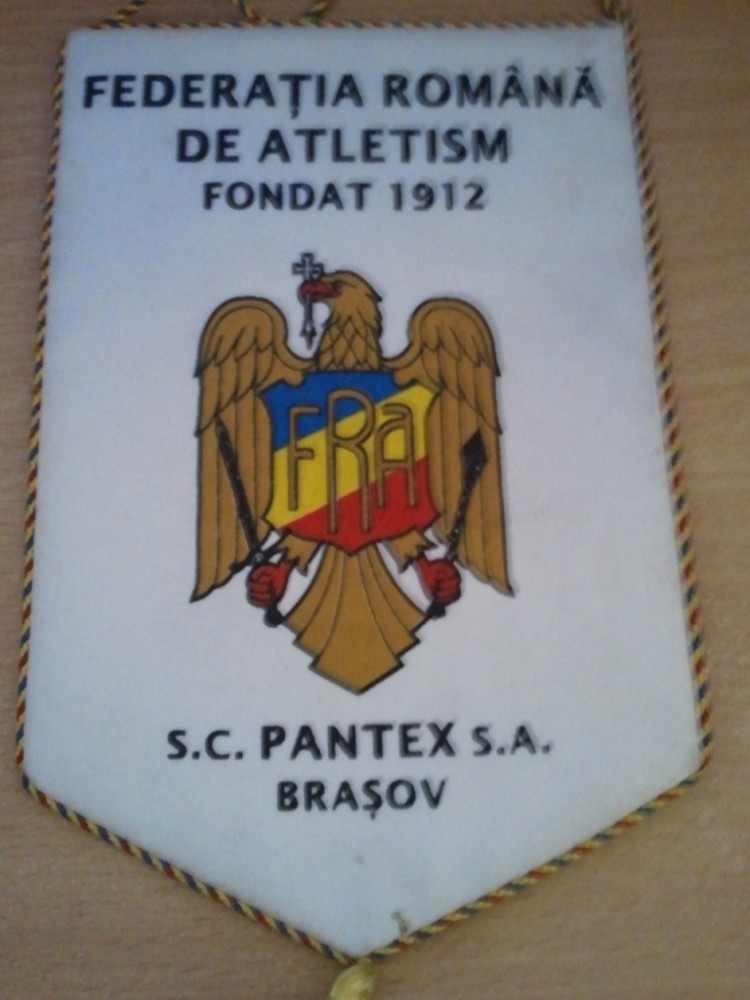 FEDERAȚIA ROMÂNĂ
DE ATLETISM
FONDAT 1912
FRA
S.C. PANTEX S.A.
BRAȘOV